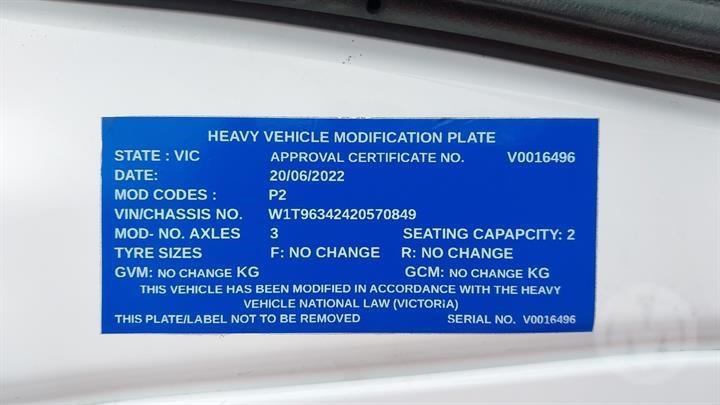 HEAVY VEHICLE MODIFICATION PLATE
STATE : VIC APPROVAL CERTIFICATE NO. V0016496
DATE: 20/06/2022
MOD CODES : P2
VIN/CHASSIS NO. W1T96342420570849
MOD- NO. AXLES 3 SEATING CAPAPCITY: 2
TYRE SIZES F: NO CHANGE R: NO CHANGE
GVM: NO CHANGE KG GCM: NO CHANGE KG
THIS VEHICLE HAS BEEN MODIFIED IN ACCORDANCE WITH THE HEAVY
VEHICLE NATIONAL LAW (VICTORIA)
THIS PLATE/LABEL NOT TO BE REMOVED SERIAL NO. V0016496